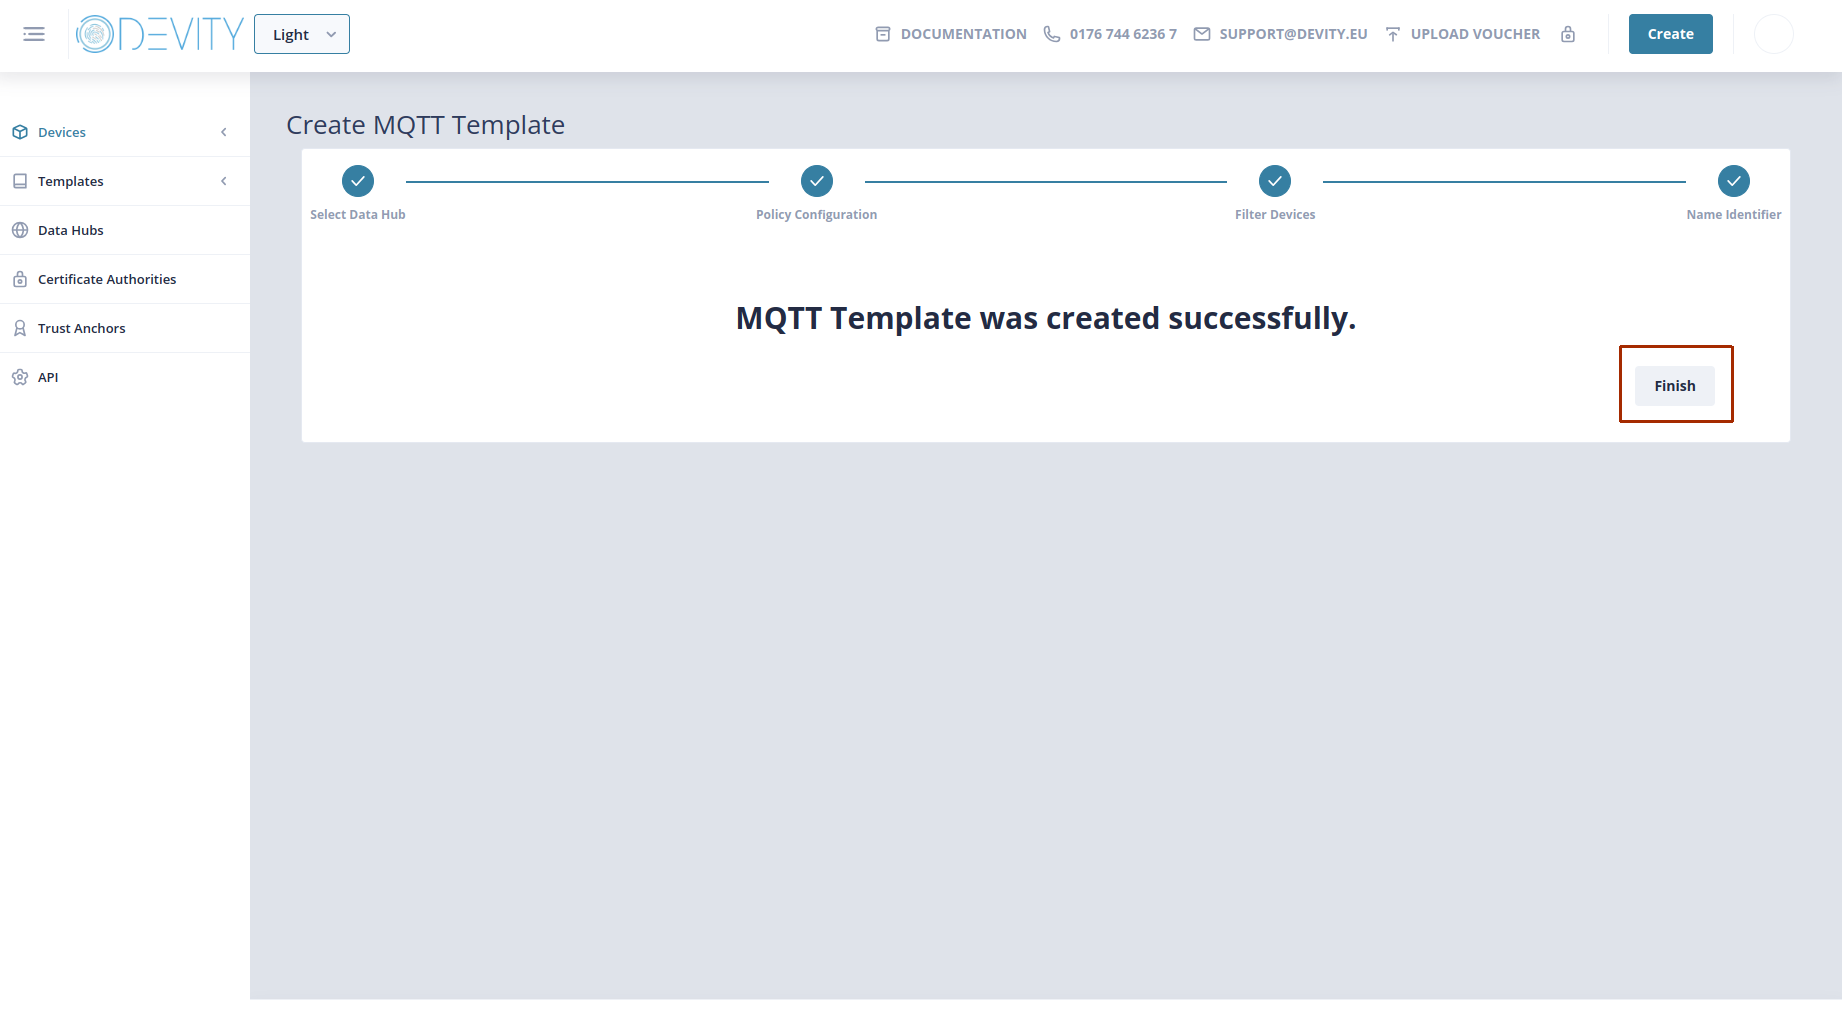 DEVITY
Light
DOCUMENTATION
0176 744 6236 7
SUPPORT@DEVITY.EU
UPLOAD VOUCHER
Create
Devices
Templates
Data Hubs
Certificate Authorities
Trust Anchors
API
Create MQTT Template
Select Data Hub
Policy Configuration
Filter Devices
Name Identifier
MQTT Template was created successfully.
Finish